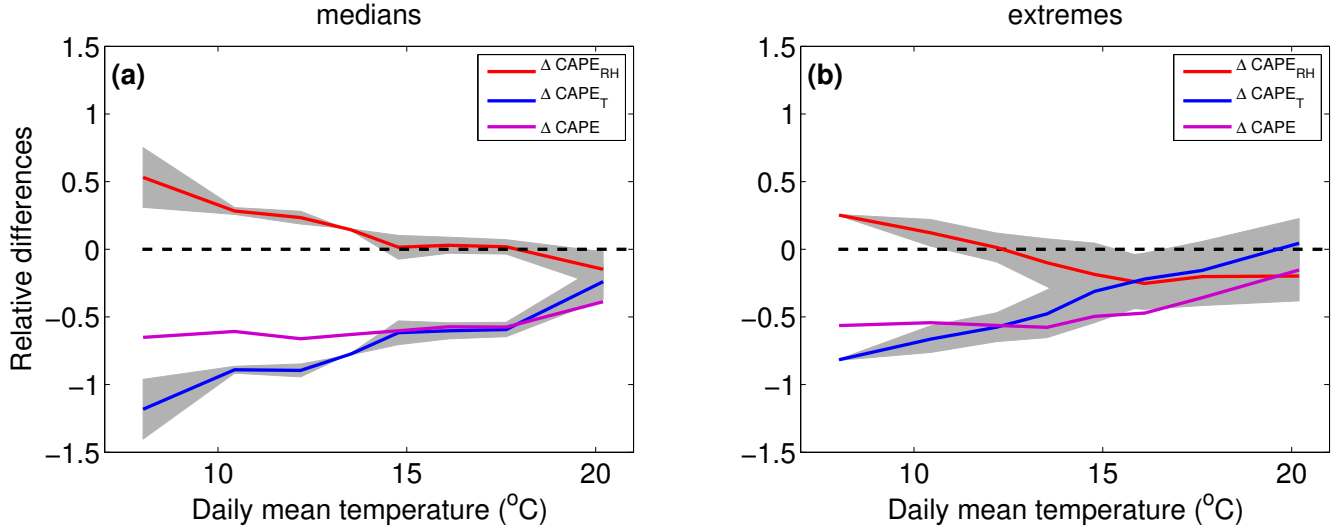 medians
(a)
Δ CAPE_RH
Δ CAPE_T
Δ CAPE
1.5
1
0.5
0
−0.5
−1
−1.5
Relative differences
10
15
20
Daily mean temperature (°C)
extremes
(b)
Δ CAPE_RH
Δ CAPE_T
Δ CAPE
1.5
1
0.5
0
−0.5
−1
−1.5
10
15
20
Daily mean temperature (°C)